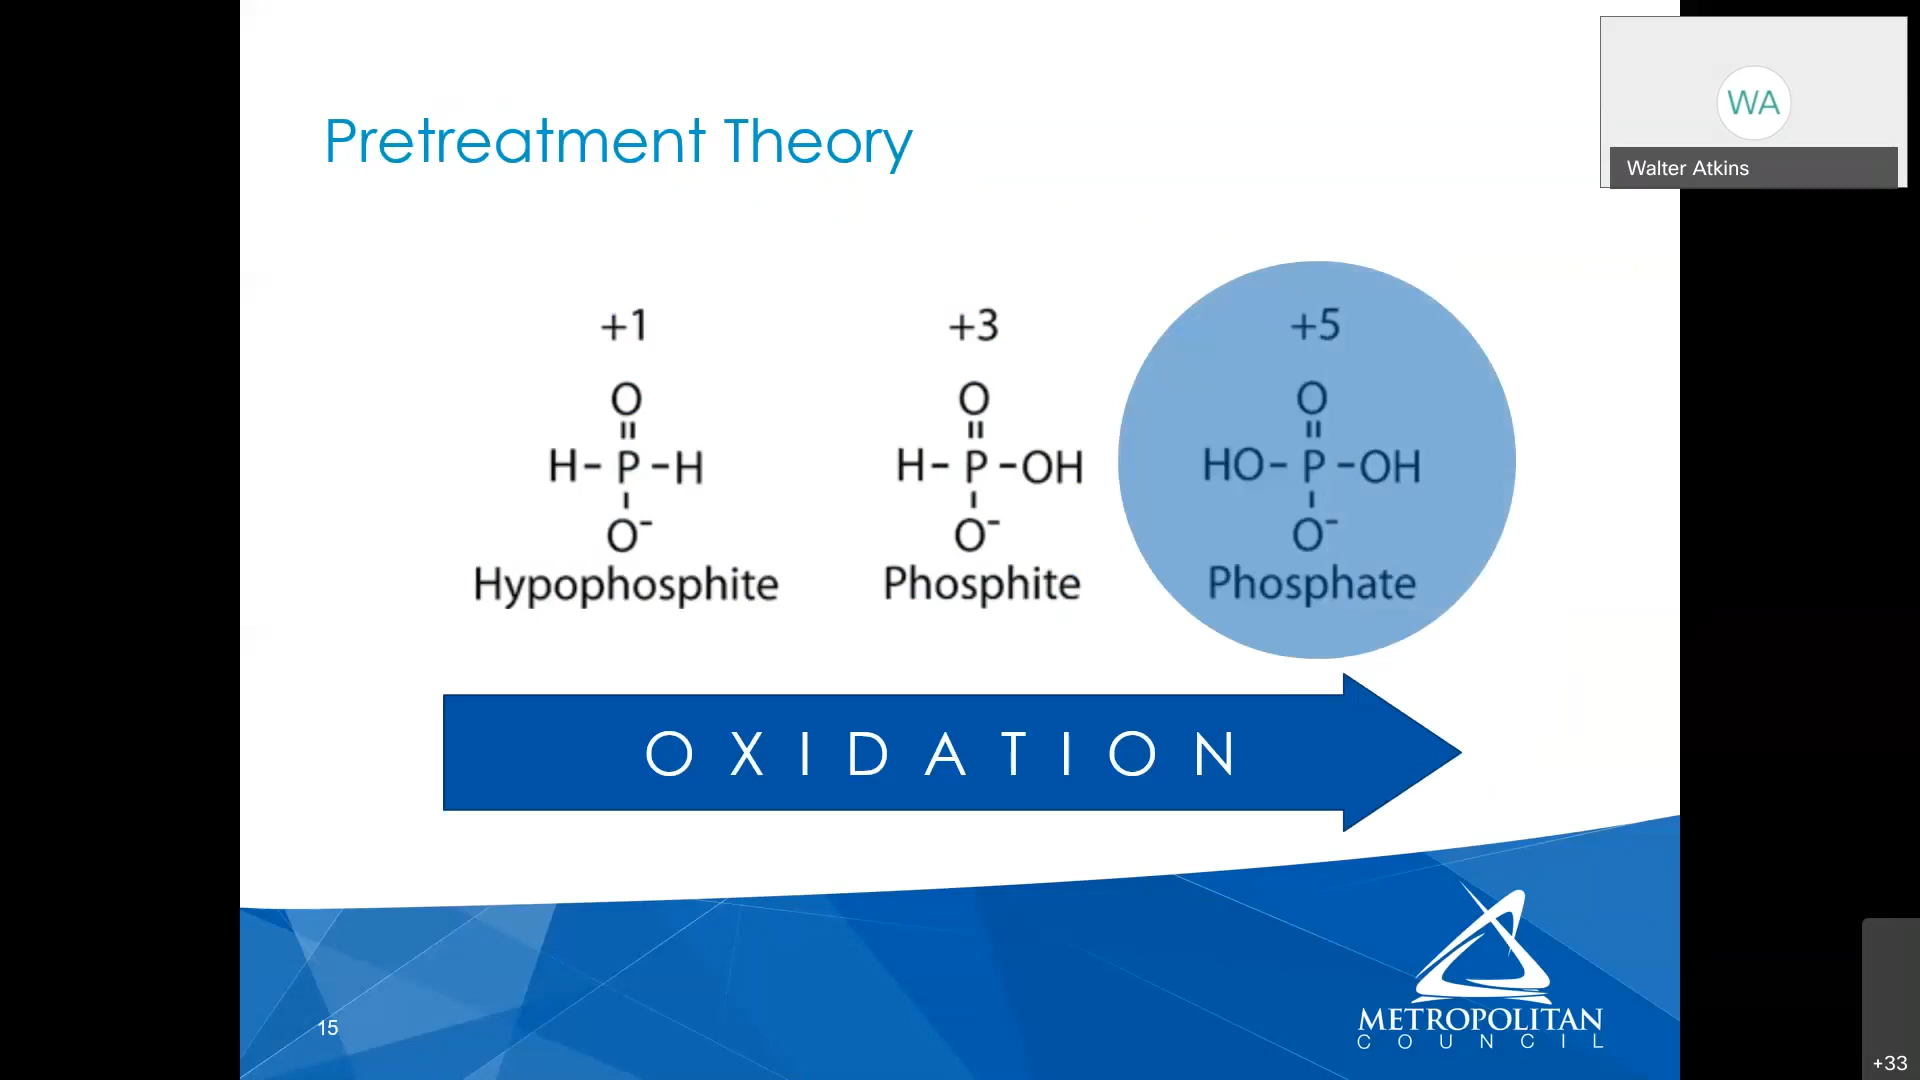 Pretreatment Theory
WA
Walter Atkins
+1 +3 +5
O O O
H-P-H H-P-OH HO-P-OH
O⁻ O⁻ O⁻
Hypophosphite Phosphite Phosphate
OXIDATION
15
METROPOLITAN
COUNCIL
+33